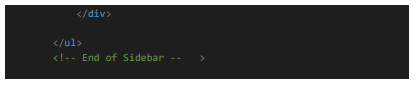 </div>
</ul>
<!-- End of Sidebar --   >